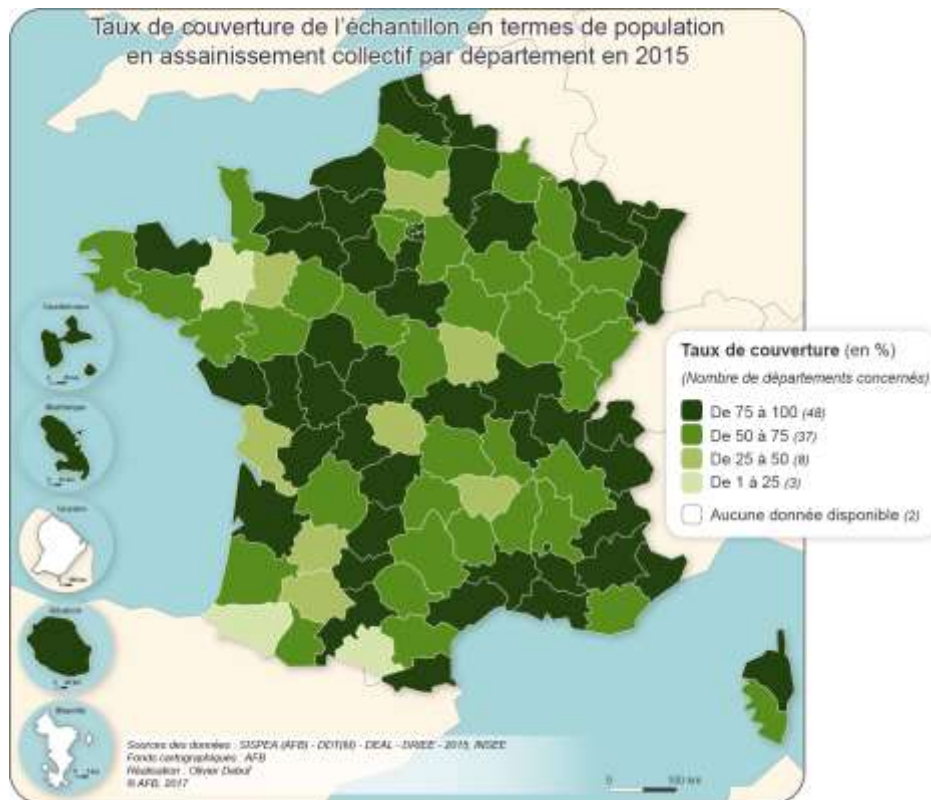 Taux de couverture de l'échantillon en termes de population
en assainissement collectif par département en 2015
Taux de couverture (en %)
(Nombre de départements concernés)
De 75 à 100 (48)
De 50 à 75 (37)
De 25 à 50 (8)
De 1 à 25 (3)
Aucune donnée disponible (2)
Sources des données : SISPEA (AFB) - DDT(M) - DEAL - DRIEE - 2015, INSEE
Fonds cartographiques : AFB
Réalisation : Olivier Debuf
© AFB, 2017
0 100 km